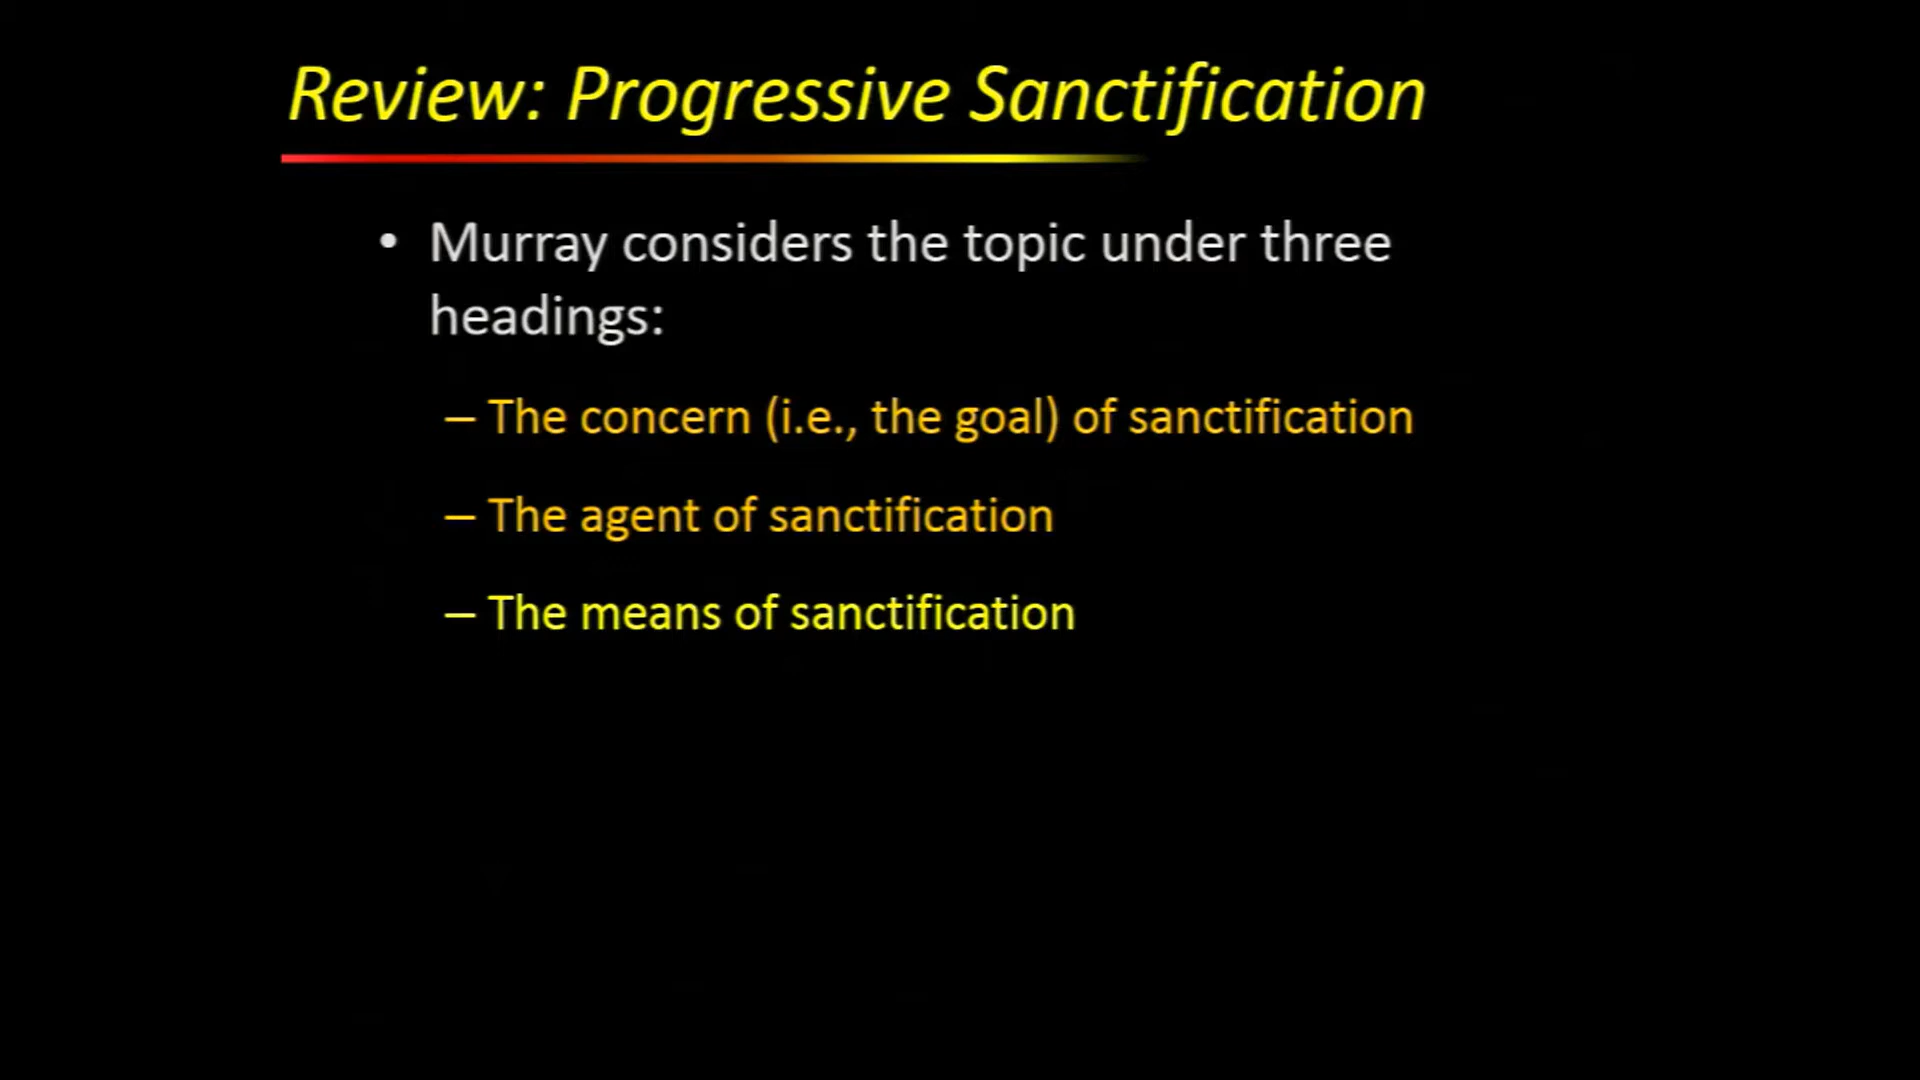 Review: Progressive Sanctification
• Murray considers the topic under three
headings:
– The concern (i.e., the goal) of sanctification
– The agent of sanctification
– The means of sanctification